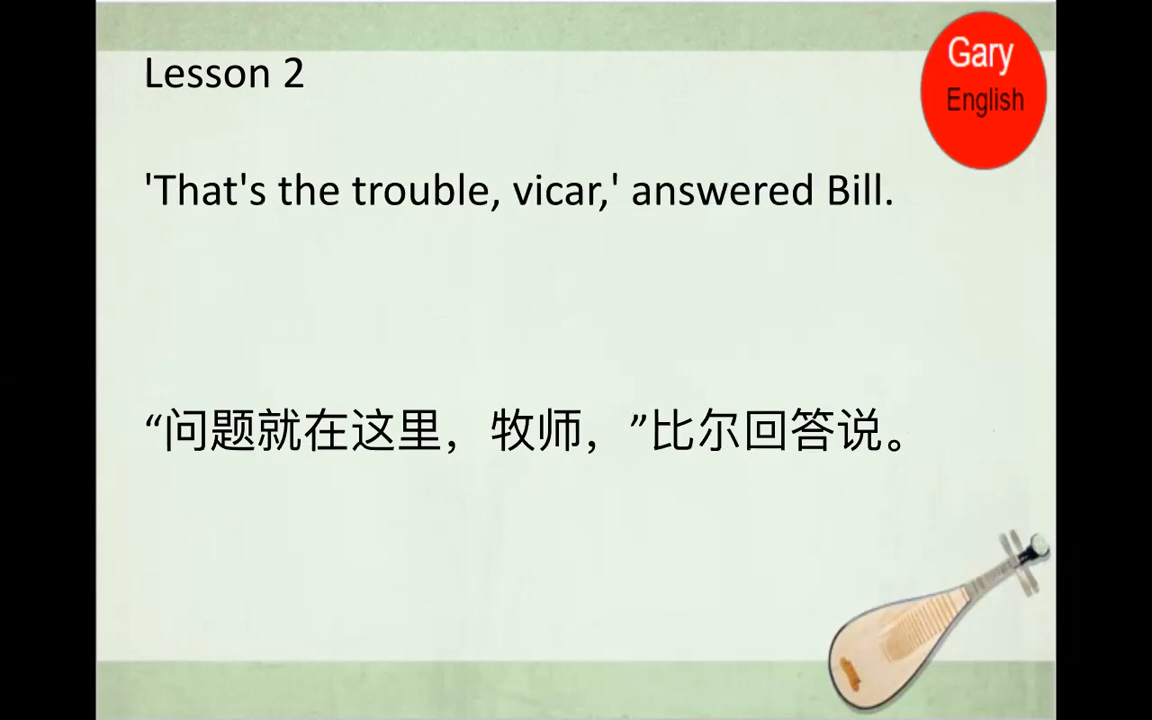 Lesson 2
Gary
English
'That's the trouble, vicar,' answered Bill.
“问题就在这里，牧师，”比尔回答说。